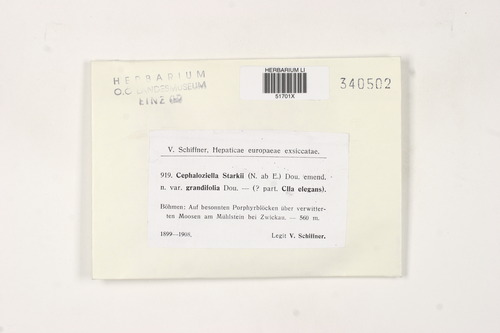 HERBARIUM
O.Ö. LANDESMUSEUM
LINZ
HERBARIUM LI
51701X
340502
V. Schiffner, Hepaticae europaeae exsiccatae.
919. Cephaloziella Starkii (N. ab E.) Dou. emend.
n. var. grandifolia Dou. — (? part. Clla elegans).
Böhmen: Auf besonnten Porphyrblöcken über verwitter-
ten Moosen am Mühlstein bei Zwickau. — 560 m.
1899—1908. Legit V. Schiffner.